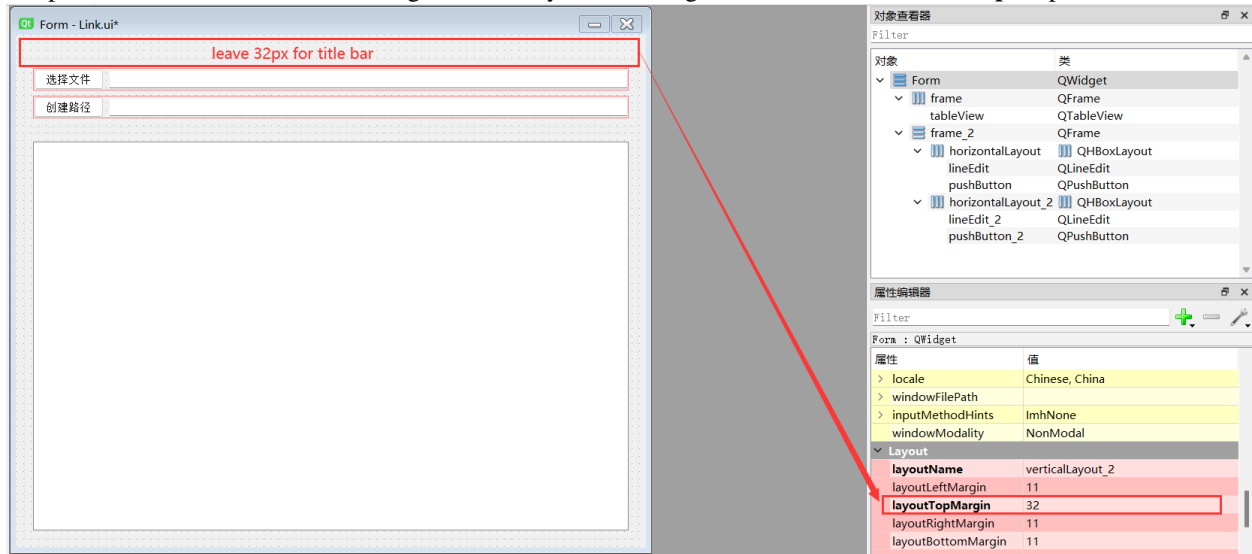 Form - Link.ui*
leave 32px for title bar
选择文件
创建路径
对象查看器
Filter
对象 类
Form QWidget
frame QFrame
tableView QTableView
frame_2 QFrame
horizontalLayout QHBoxLayout
lineEdit QLineEdit
pushButton QPushButton
horizontalLayout_2 QHBoxLayout
lineEdit_2 QLineEdit
pushButton_2 QPushButton
属性编辑器
Filter
Form : QWidget
属性 值
locale Chinese, China
windowFilePath
inputMethodHints ImhNone
windowModality NonModal
Layout
layoutName verticalLayout_2
layoutLeftMargin 11
layoutTopMargin 32
layoutRightMargin 11
layoutBottomMargin 11